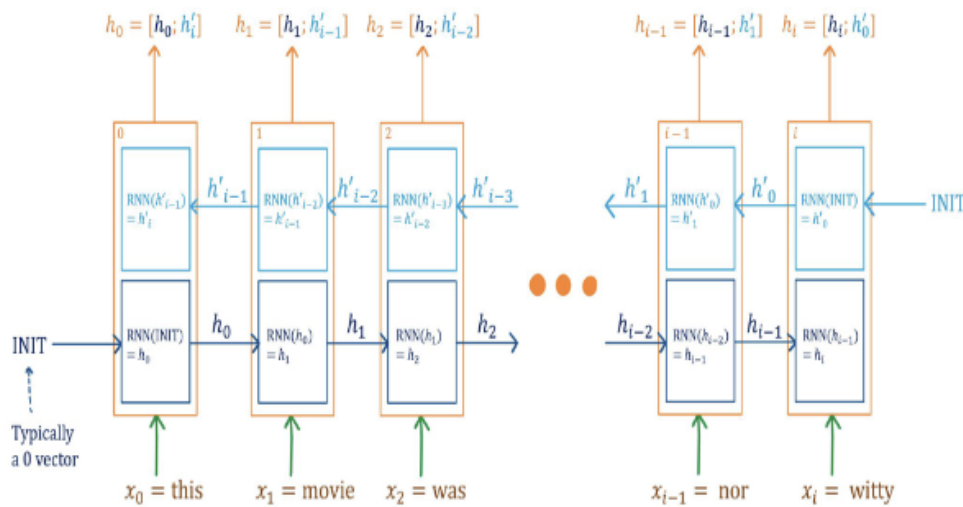 h₀ = [h₀; h′ᵢ]
h₁ = [h₁; h′ᵢ₋₁]
h₂ = [h₂; h′ᵢ₋₂]
hᵢ₋₁ = [hᵢ₋₁; h′₁]
hᵢ = [hᵢ; h′₀]
0
1
2
i−1
i
RNN(h′ᵢ₋₁)
= h′ᵢ
h′ᵢ₋₁
RNN(h′ᵢ₋₂)
= h′ᵢ₋₁
h′ᵢ₋₂
RNN(h′ᵢ₋₃)
= h′ᵢ₋₂
h′ᵢ₋₃
h′₁
RNN(h′₀)
= h′₁
h′₀
RNN(INIT)
= h′₀
INIT
INIT
RNN(INIT)
= h₀
h₀
RNN(h₀)
= h₁
h₁
RNN(h₁)
= h₂
h₂
hᵢ₋₂
RNN(hᵢ₋₂)
= hᵢ₋₁
hᵢ₋₁
RNN(hᵢ₋₁)
= hᵢ
Typically
a 0 vector
x₀ = this
x₁ = movie
x₂ = was
xᵢ₋₁ = nor
xᵢ = witty